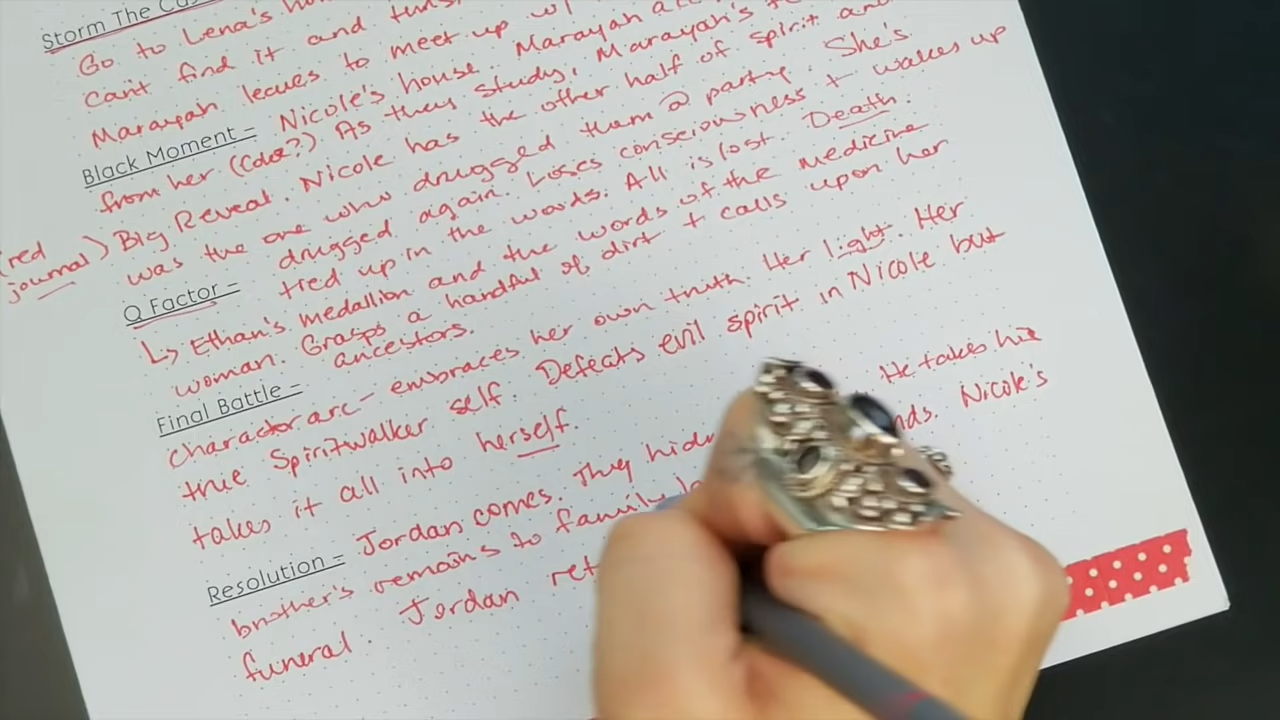 Storm The Cas
Go to Lena's
can't find it and
Marayah leaves to meet up w/
Black Moment = Nicole's house. Marayah
from her (Coke?) As they study, Marayah's
Big Reveal. Nicole has the other half of spirit and
was the one who drugged them @ party. She's
(red journal) drugged again. Loses consciousness + wakes up
tied up in the woods. All is lost. Death.
Q Factor =
↳ Ethan's medallion and the words of the medicine
woman. Grasps a handful of dirt + calls upon her
ancestors.
Final Battle =
character arc - embraces her own truth. Her light. Her
true Spiritwalker self. Defeats evil spirit in Nicole but
takes it all into herself.
Resolution = Jordan comes. They He takes his
brother's remains to family nds. Nicole's
funeral. Jordan